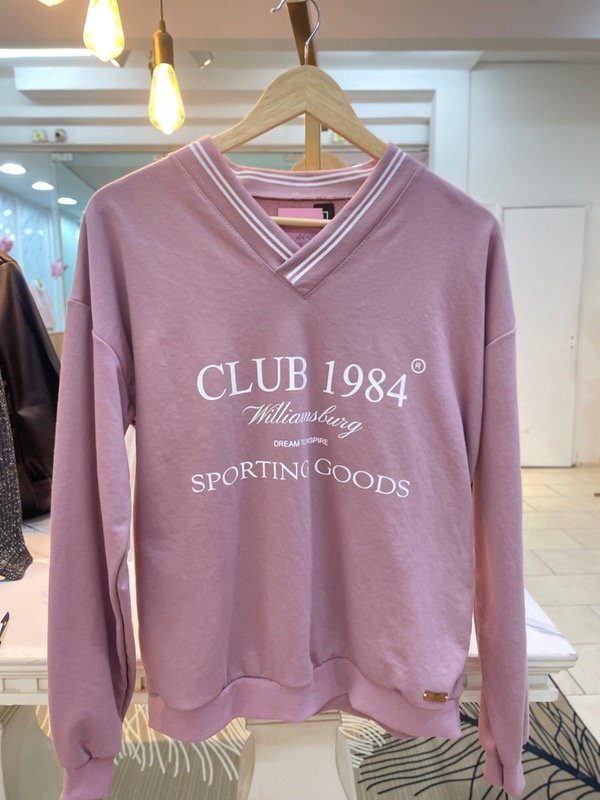 CLUB 1984®
Williamsburg
DREAM TO INSPIRE
SPORTING GOODS